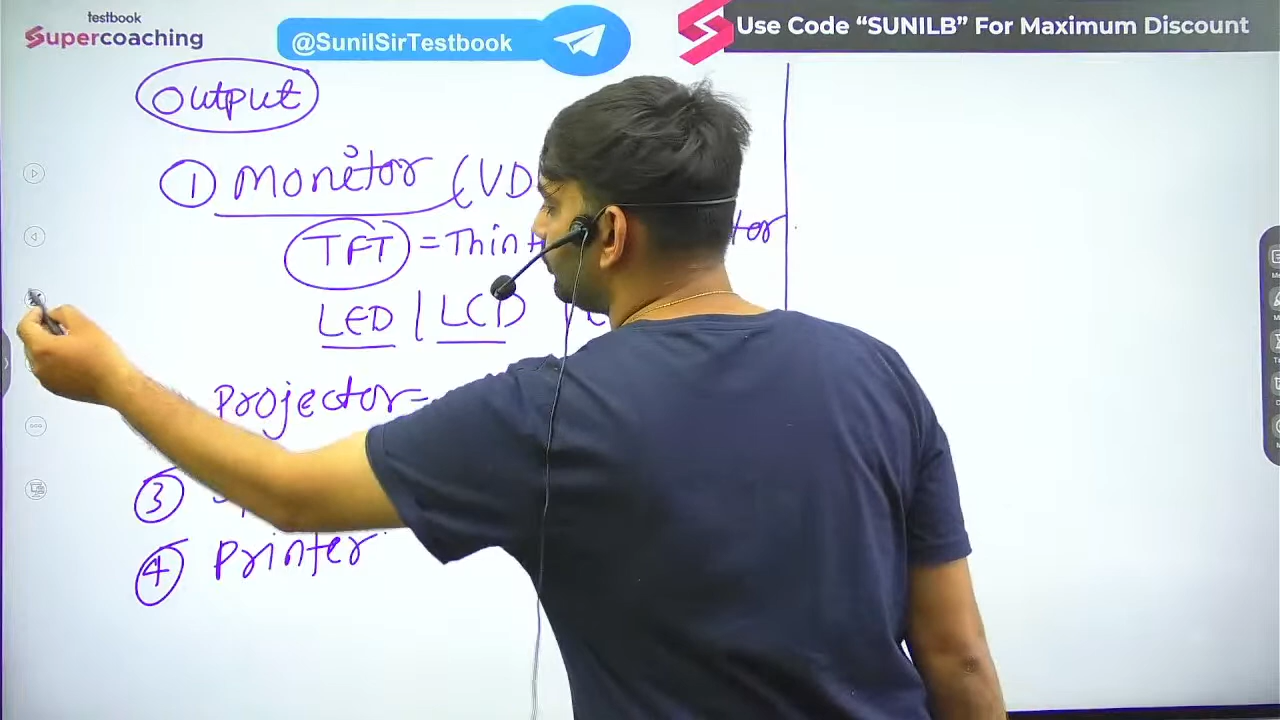 testbook
Supercoaching
@SunilSirTestbook
Use Code “SUNILB” For Maximum Discount
Output
① Monitor (VD
TFT = Thin
LED | LCD |
Projector=
③
④ Printer